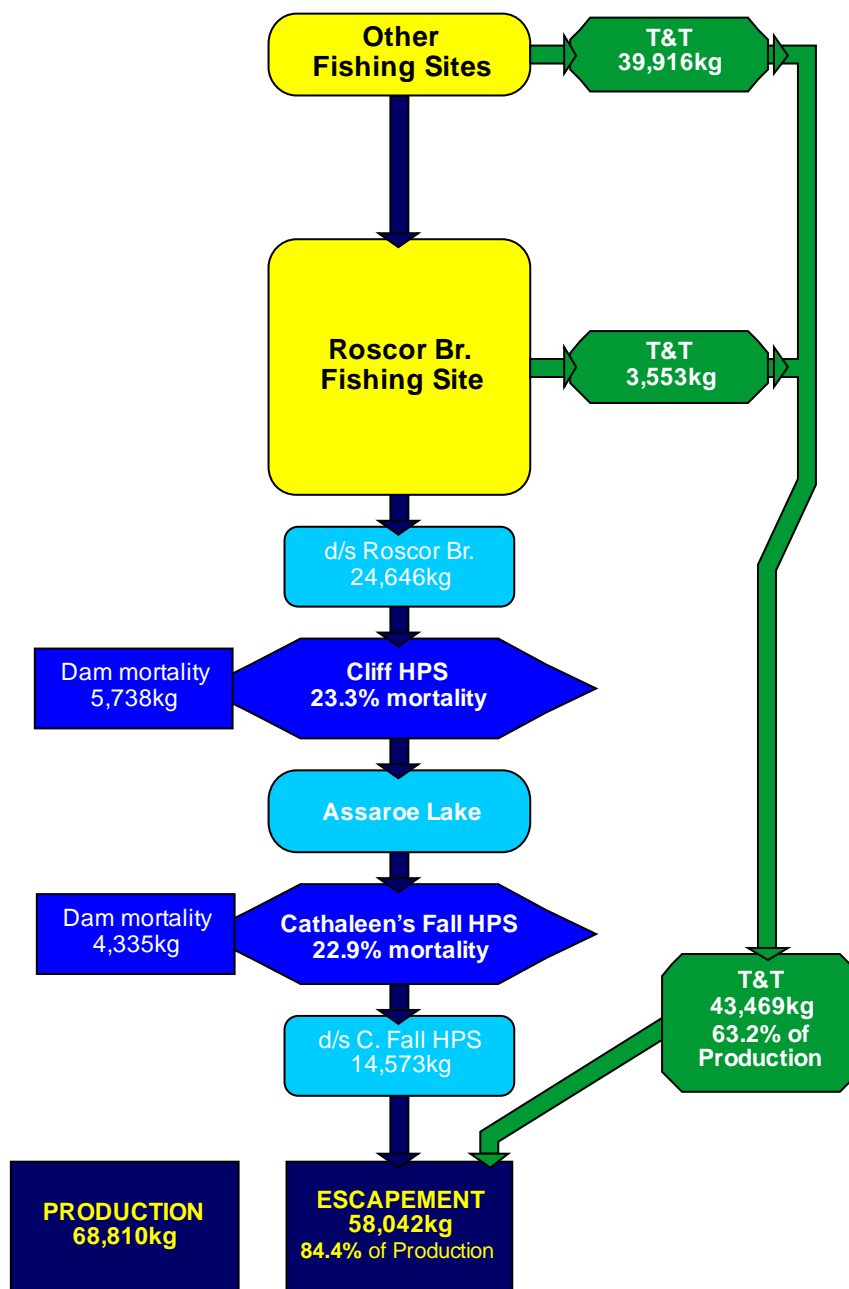 Other
Fishing Sites
T&T
39,916kg
Roscor Br.
Fishing Site
T&T
3,553kg
d/s Roscor Br.
24,646kg
Dam mortality
5,738kg
Cliff HPS
23.3% mortality
Assaroe Lake
Dam mortality
4,335kg
Cathaleen's Fall HPS
22.9% mortality
T&T
43,469kg
63.2% of
Production
d/s C. Fall HPS
14,573kg
PRODUCTION
68,810kg
ESCAPEMENT
58,042kg
84.4% of Production